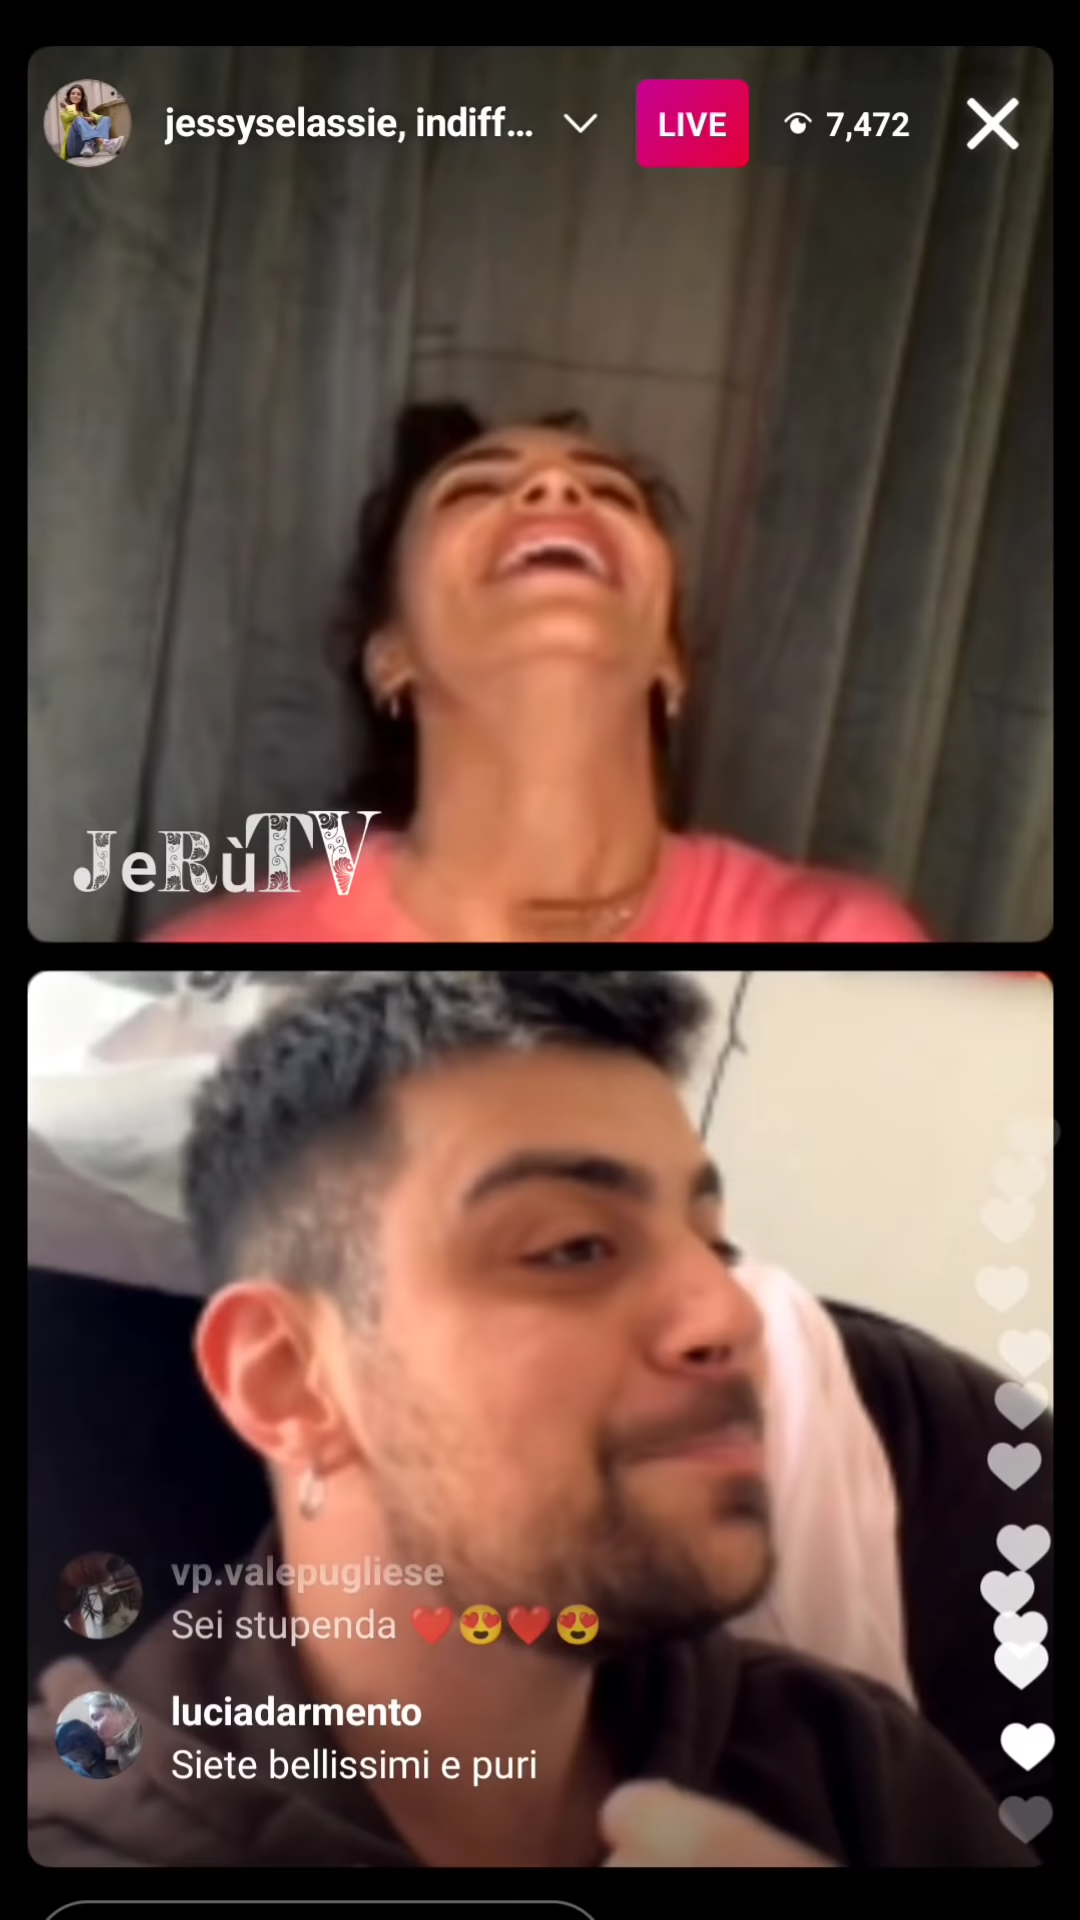 jessyselassie, indiff...
LIVE
7,472
JeRùTV
vp.valepugliese
Sei stupenda ❤️😍❤️😍
luciadarmento
Siete bellissimi e puri